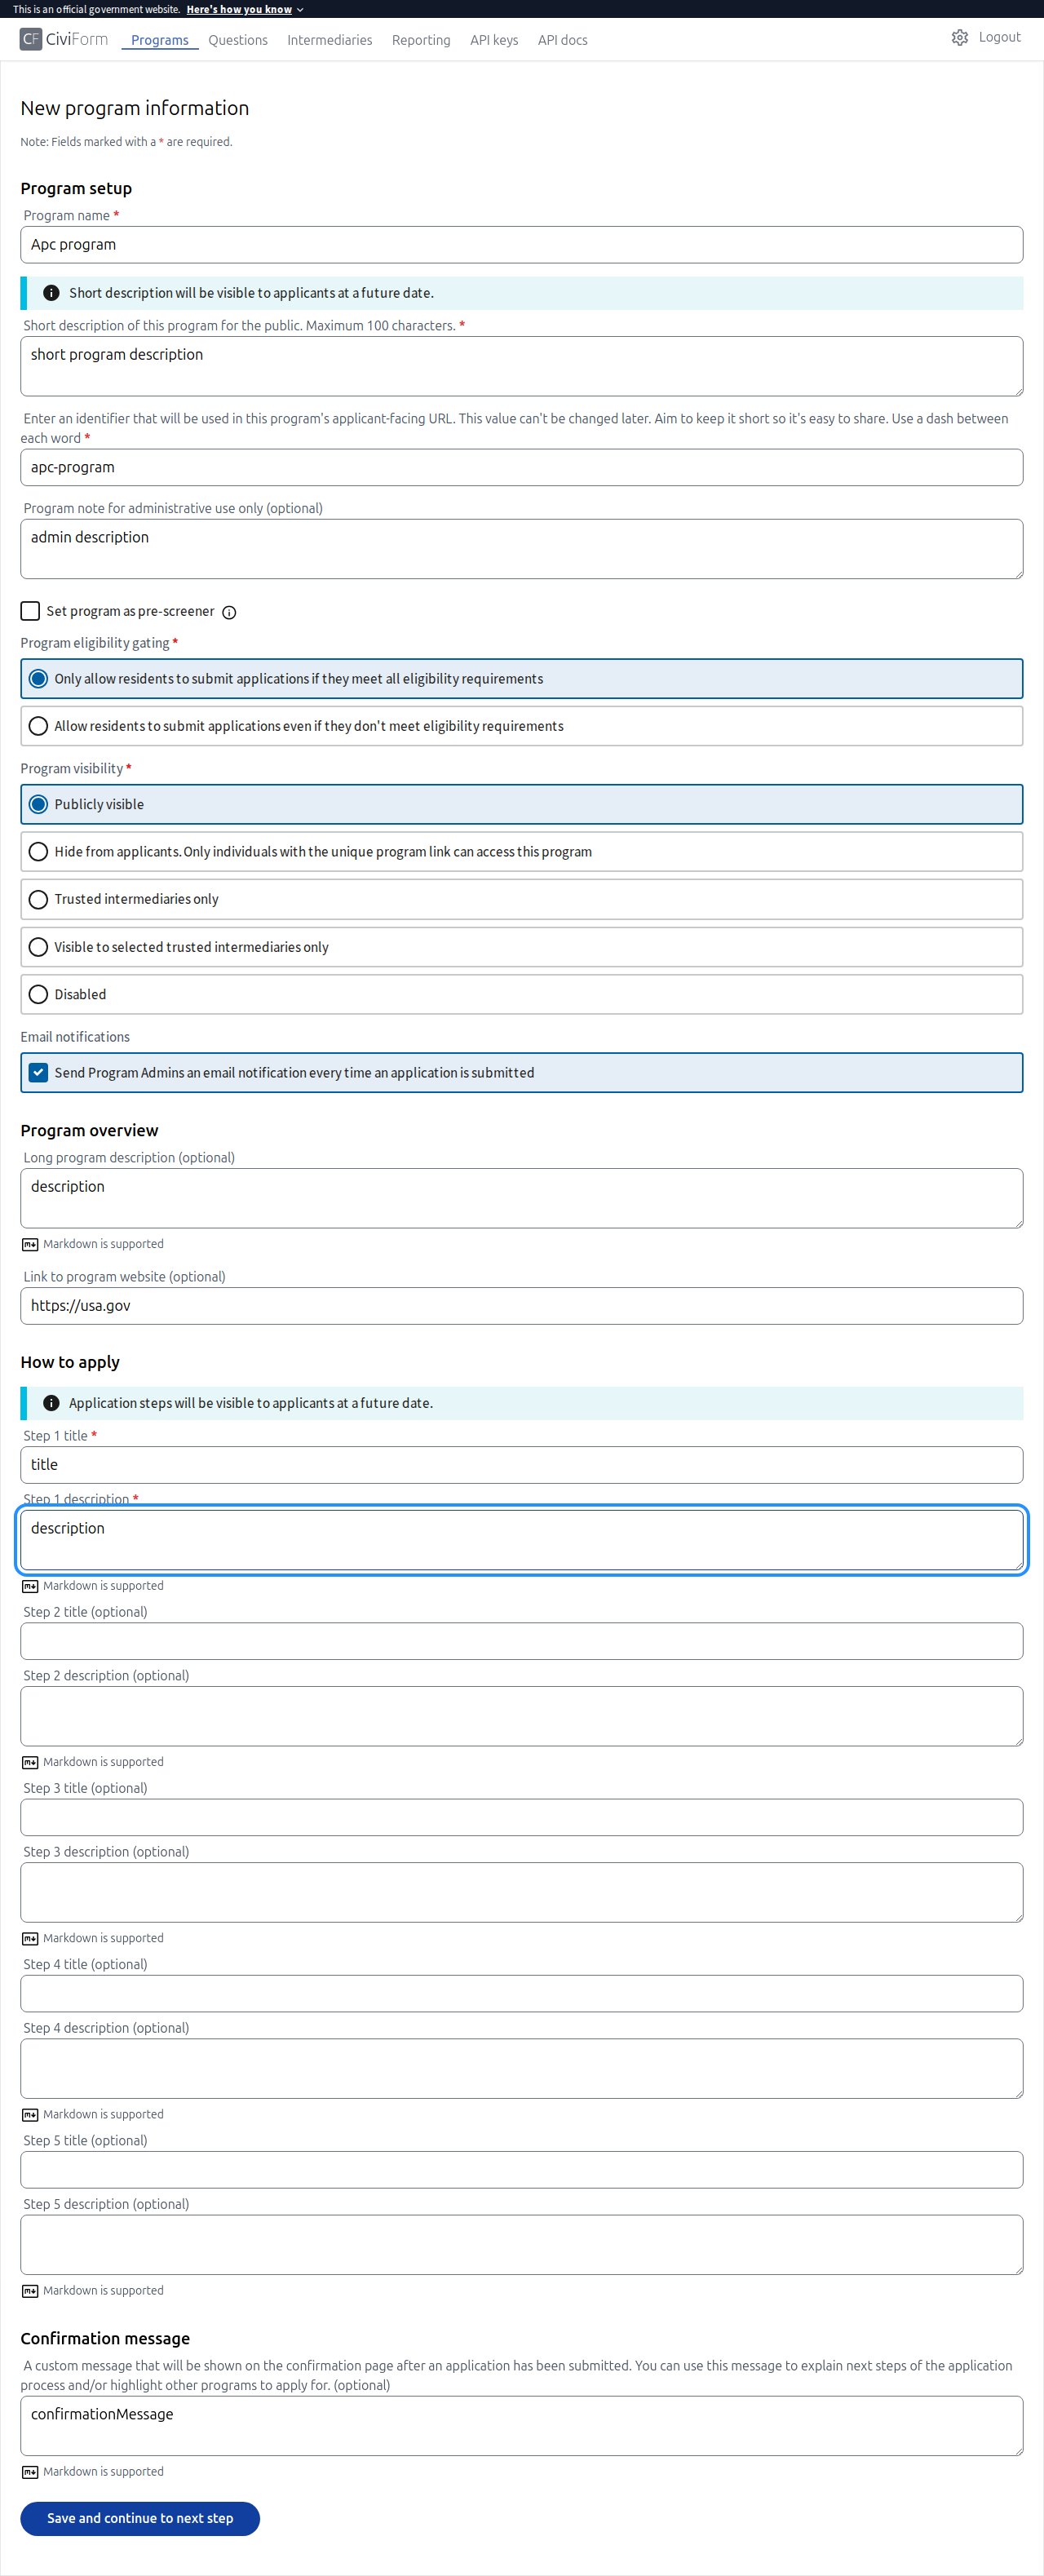 This is an official government website. Here's how you know
CF CiviForm Programs Questions Intermediaries Reporting API keys API docs Logout
New program information
Note: Fields marked with a * are required.
Program setup
Program name *
Apc program
Short description will be visible to applicants at a future date.
Short description of this program for the public. Maximum 100 characters. *
short program description
Enter an identifier that will be used in this program's applicant-facing URL. This value can't be changed later. Aim to keep it short so it's easy to share. Use a dash between
each word *
apc-program
Program note for administrative use only (optional)
admin description
Set program as pre-screener
Program eligibility gating *
Only allow residents to submit applications if they meet all eligibility requirements
Allow residents to submit applications even if they don't meet eligibility requirements
Program visibility *
Publicly visible
Hide from applicants. Only individuals with the unique program link can access this program
Trusted intermediaries only
Visible to selected trusted intermediaries only
Disabled
Email notifications
Send Program Admins an email notification every time an application is submitted
Program overview
Long program description (optional)
description
Markdown is supported
Link to program website (optional)
https://usa.gov
How to apply
Application steps will be visible to applicants at a future date.
Step 1 title *
title
Step 1 description *
description
Markdown is supported
Step 2 title (optional)
Step 2 description (optional)
Markdown is supported
Step 3 title (optional)
Step 3 description (optional)
Markdown is supported
Step 4 title (optional)
Step 4 description (optional)
Markdown is supported
Step 5 title (optional)
Step 5 description (optional)
Markdown is supported
Confirmation message
A custom message that will be shown on the confirmation page after an application has been submitted. You can use this message to explain next steps of the application
process and/or highlight other programs to apply for. (optional)
confirmationMessage
Markdown is supported
Save and continue to next step